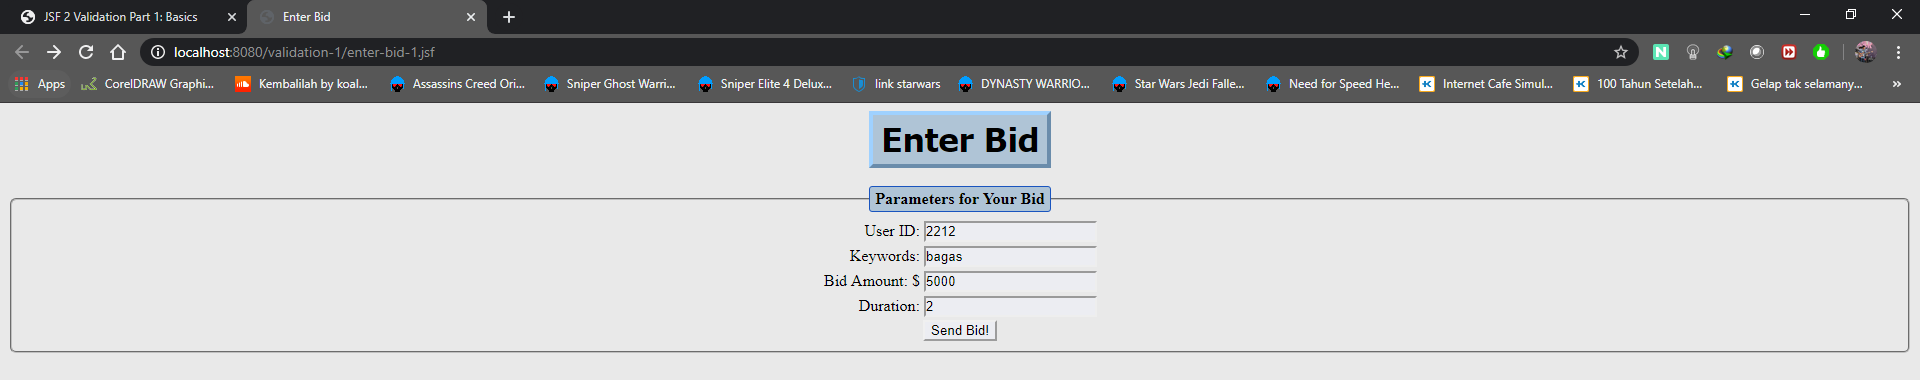 JSF 2 Validation Part 1: Basics
Enter Bid
localhost:8080/validation-1/enter-bid-1.jsf
N
Apps
CorelDRAW Graphi...
Kembalilah by koal...
Assassins Creed Ori...
Sniper Ghost Warri...
Sniper Elite 4 Delux...
link starwars
DYNASTY WARRIO...
Star Wars Jedi Falle...
Need for Speed He...
Internet Cafe Simul...
100 Tahun Setelah...
Gelap tak selamany...
Enter Bid
Parameters for Your Bid
User ID: 2212
Keywords: bagas
Bid Amount: $ 5000
Duration: 2
Send Bid!